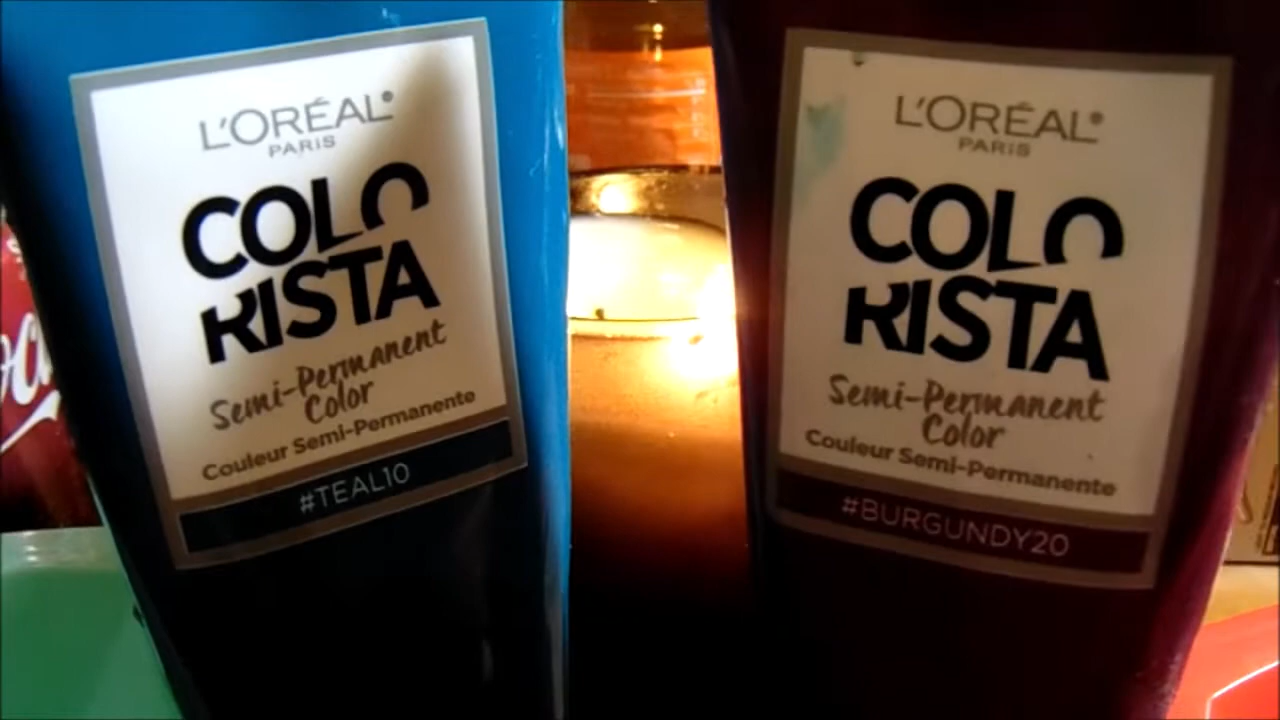 L'ORÉAL
PARIS
COLO
RISTA
Semi-Permanent
Color
Couleur Semi-Permanente
#TEAL10
L'ORÉAL
PARIS
COLO
RISTA
Semi-Permanent
Color
Couleur Semi-Permanente
#BURGUNDY20